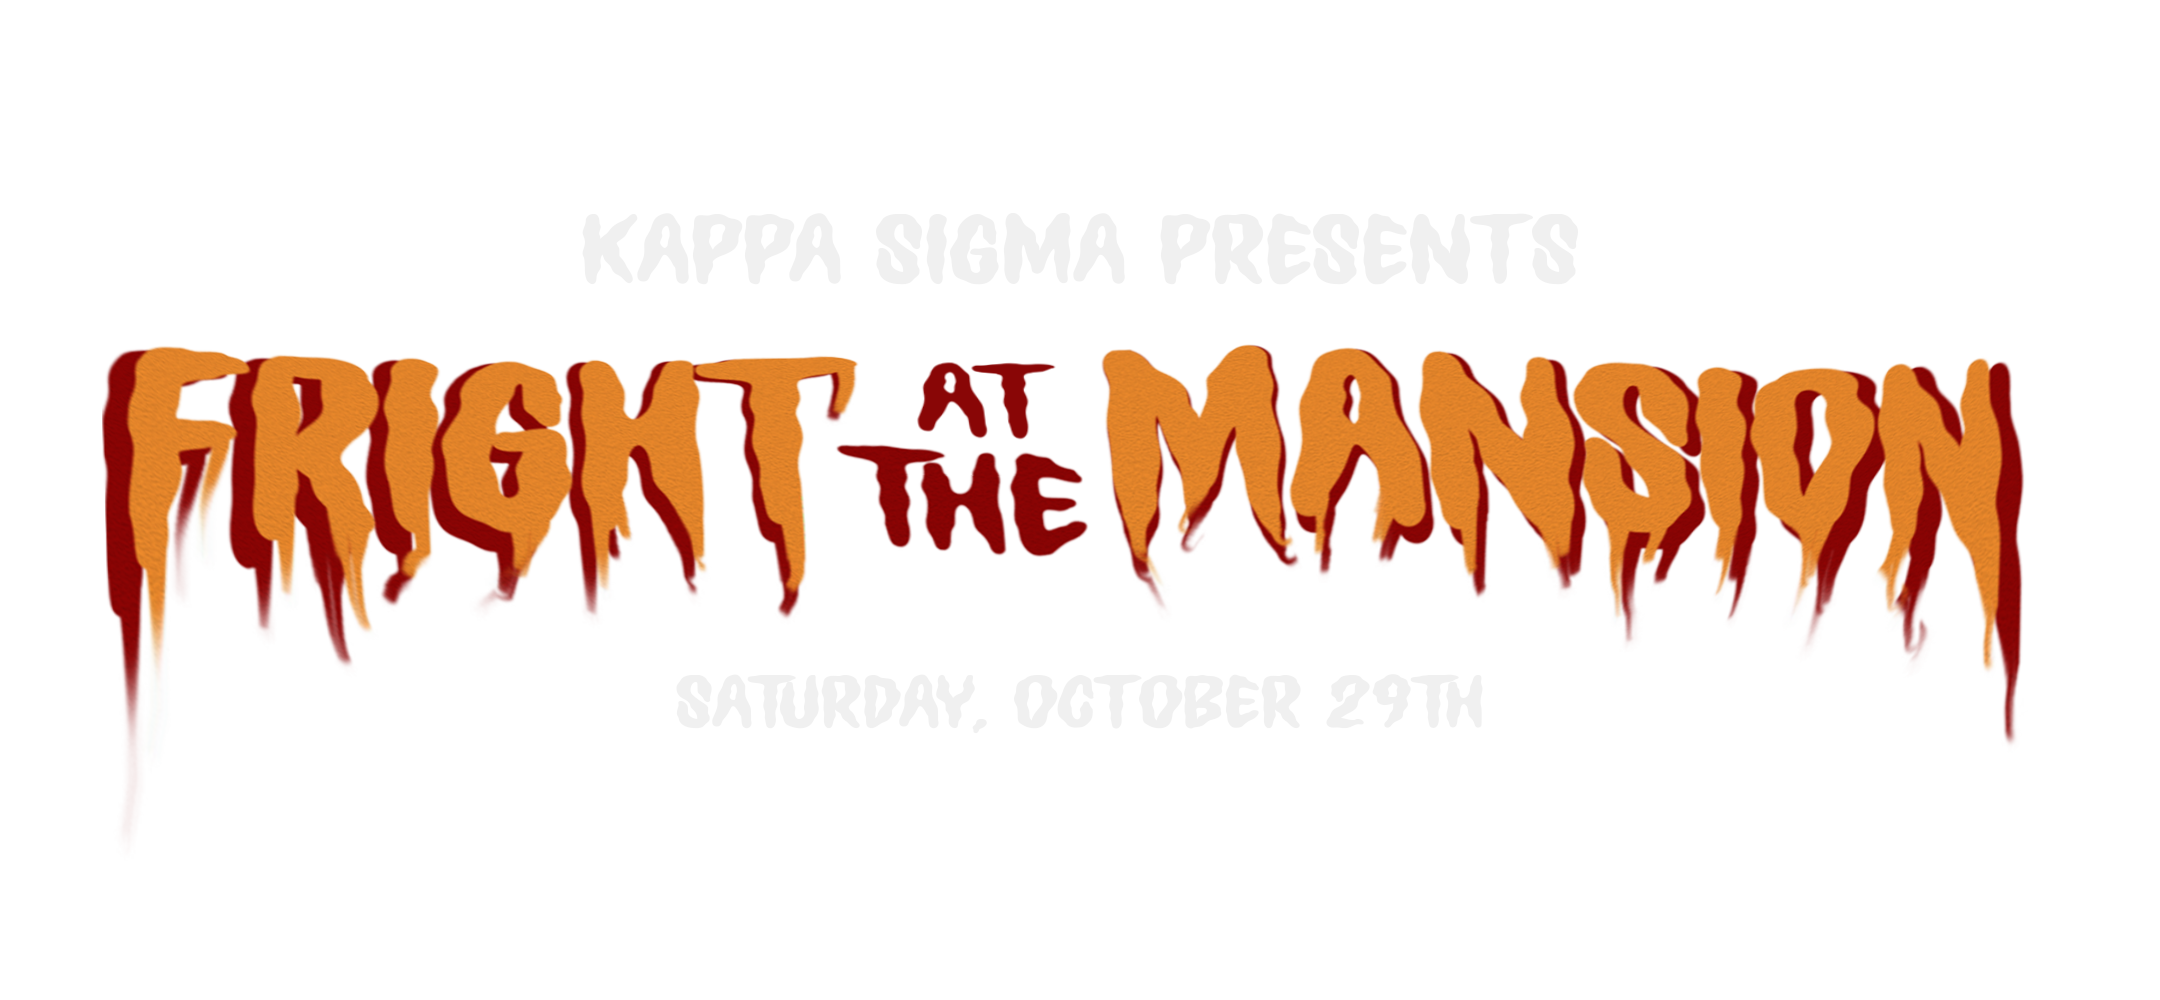 KAPPA SIGMA PRESENTS
FRIGHT AT THE MANSION
SATURDAY, OCTOBER 29TH